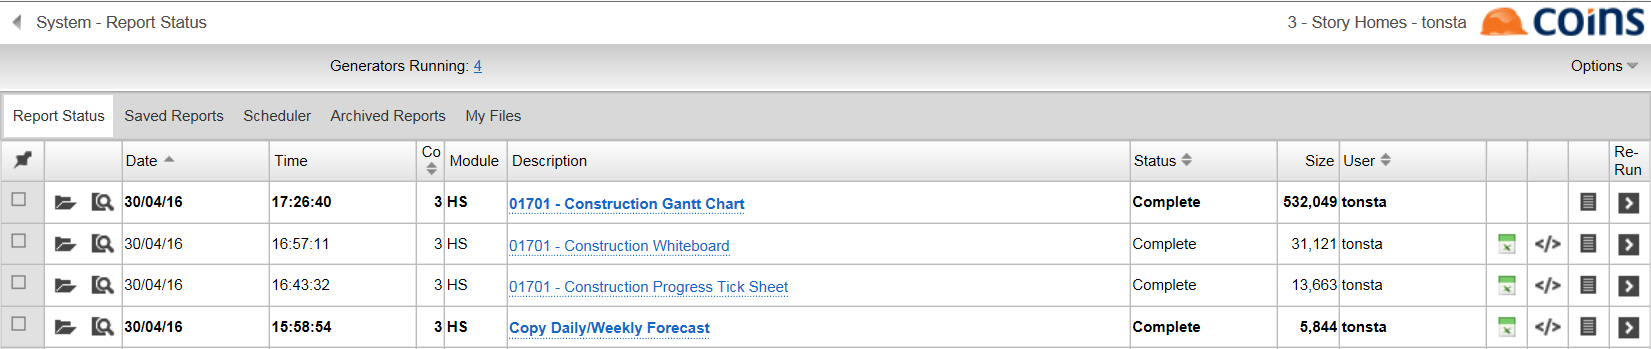 System - Report Status
3 - Story Homes - tonsta
coins
Generators Running: 4
Options
Report Status Saved Reports Scheduler Archived Reports My Files
Date Time Co Module Description Status Size User Re-Run
30/04/16 17:26:40 3 HS 01701 - Construction Gantt Chart Complete 532,049 tonsta
30/04/16 16:57:11 3 HS 01701 - Construction Whiteboard Complete 31,121 tonsta </>
30/04/16 16:43:32 3 HS 01701 - Construction Progress Tick Sheet Complete 13,663 tonsta </>
30/04/16 15:58:54 3 HS Copy Daily/Weekly Forecast Complete 5,844 tonsta </>